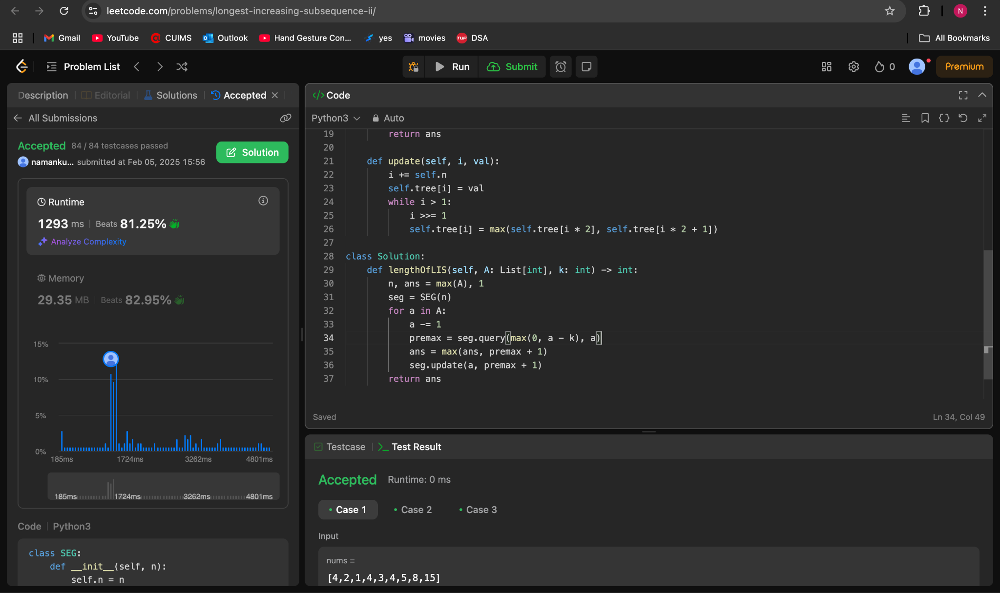 leetcode.com/problems/longest-increasing-subsequence-ii/
N
Gmail YouTube CUIMS Outlook Hand Gesture Con... yes movies TUF DSA All Bookmarks
Problem List Run Submit 0 Premium
Description Editorial Solutions Accepted
All Submissions
Accepted 84 / 84 testcases passed
namanku... submitted at Feb 05, 2025 15:56
Solution
Runtime
1293 ms Beats 81.25%
Analyze Complexity
Memory
29.35 MB Beats 82.95%
15%
10%
5%
0%
185ms 1724ms 3262ms 4801ms
185ms 1724ms 3262ms 4801ms
Code Python3
class SEG:
def __init__(self, n):
self.n = n
</> Code
Python3 Auto
19 return ans
20
21 def update(self, i, val):
22 i += self.n
23 self.tree[i] = val
24 while i > 1:
25 i >>= 1
26 self.tree[i] = max(self.tree[i * 2], self.tree[i * 2 + 1])
27
28 class Solution:
29 def lengthOfLIS(self, A: List[int], k: int) -> int:
30 n, ans = max(A), 1
31 seg = SEG(n)
32 for a in A:
33 a -= 1
34 premax = seg.query(max(0, a - k), a)
35 ans = max(ans, premax + 1)
36 seg.update(a, premax + 1)
37 return ans
Saved Ln 34, Col 49
Testcase Test Result
Accepted Runtime: 0 ms
Case 1 Case 2 Case 3
Input
nums =
[4,2,1,4,3,4,5,8,15]